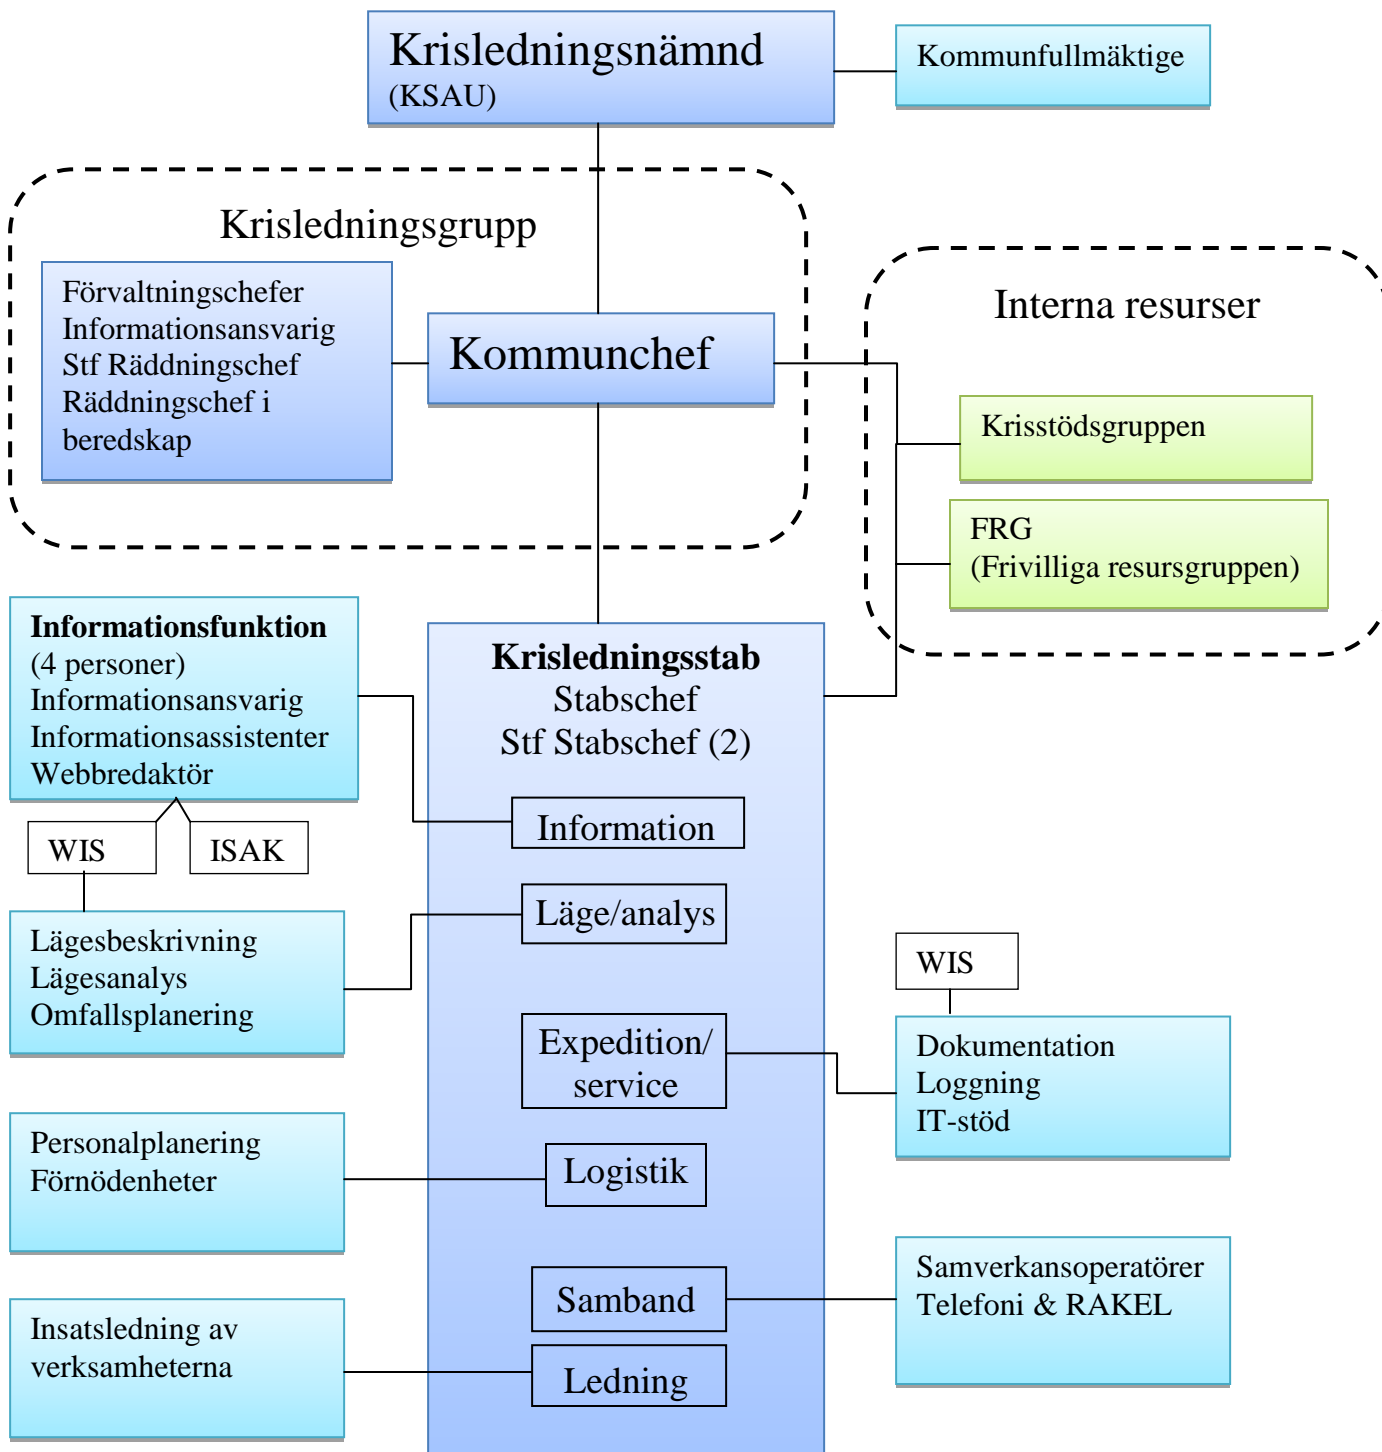 Krisledningsnämnd
(KSAU)
Kommunfullmäktige
Krisledningsgrupp
Förvaltningschefer
Informationsansvarig
Stf Räddningschef
Räddningschef i
beredskap
Kommunchef
Interna resurser
Krisstödsgruppen
FRG
(Frivilliga resursgruppen)
Informationsfunktion
(4 personer)
Informationsansvarig
Informationsassistenter
Webbredaktör
WIS
ISAK
Krisledningsstab
Stabschef
Stf Stabschef (2)
Information
Läge/analys
Lägesbeskrivning
Lägesanalys
Omfallsplanering
Expedition/
service
WIS
Dokumentation
Loggning
IT-stöd
Personalplanering
Förnödenheter
Logistik
Samband
Samverkansoperatörer
Telefoni & RAKEL
Insatsledning av
verksamheterna
Ledning